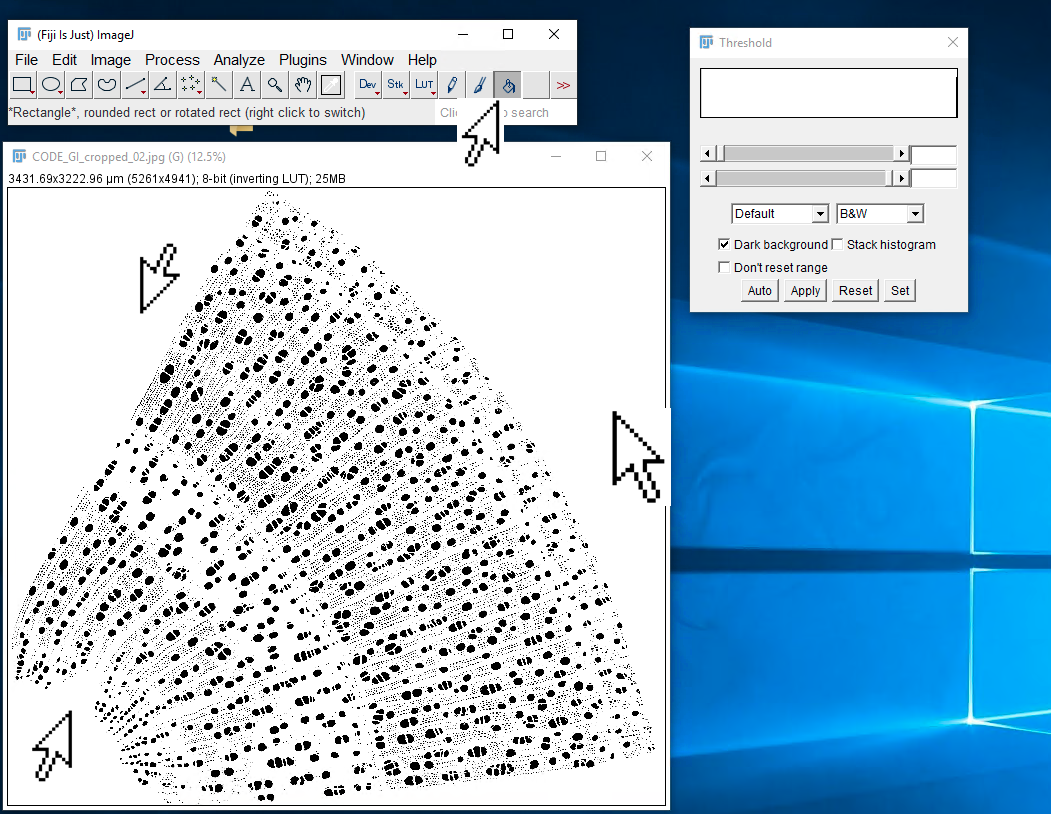 (Fiji Is Just) ImageJ
File Edit Image Process Analyze Plugins Window Help
A Dev Stk LUT >>
*Rectangle*, rounded rect or rotated rect (right click to switch)
search
CODE_GI_cropped_02.jpg (G) (12.5%)
3431.69x3222.96 µm (5261x4941); 8-bit (inverting LUT); 25MB
Threshold
Default B&W
Dark background Stack histogram
Don't reset range
Auto Apply Reset Set